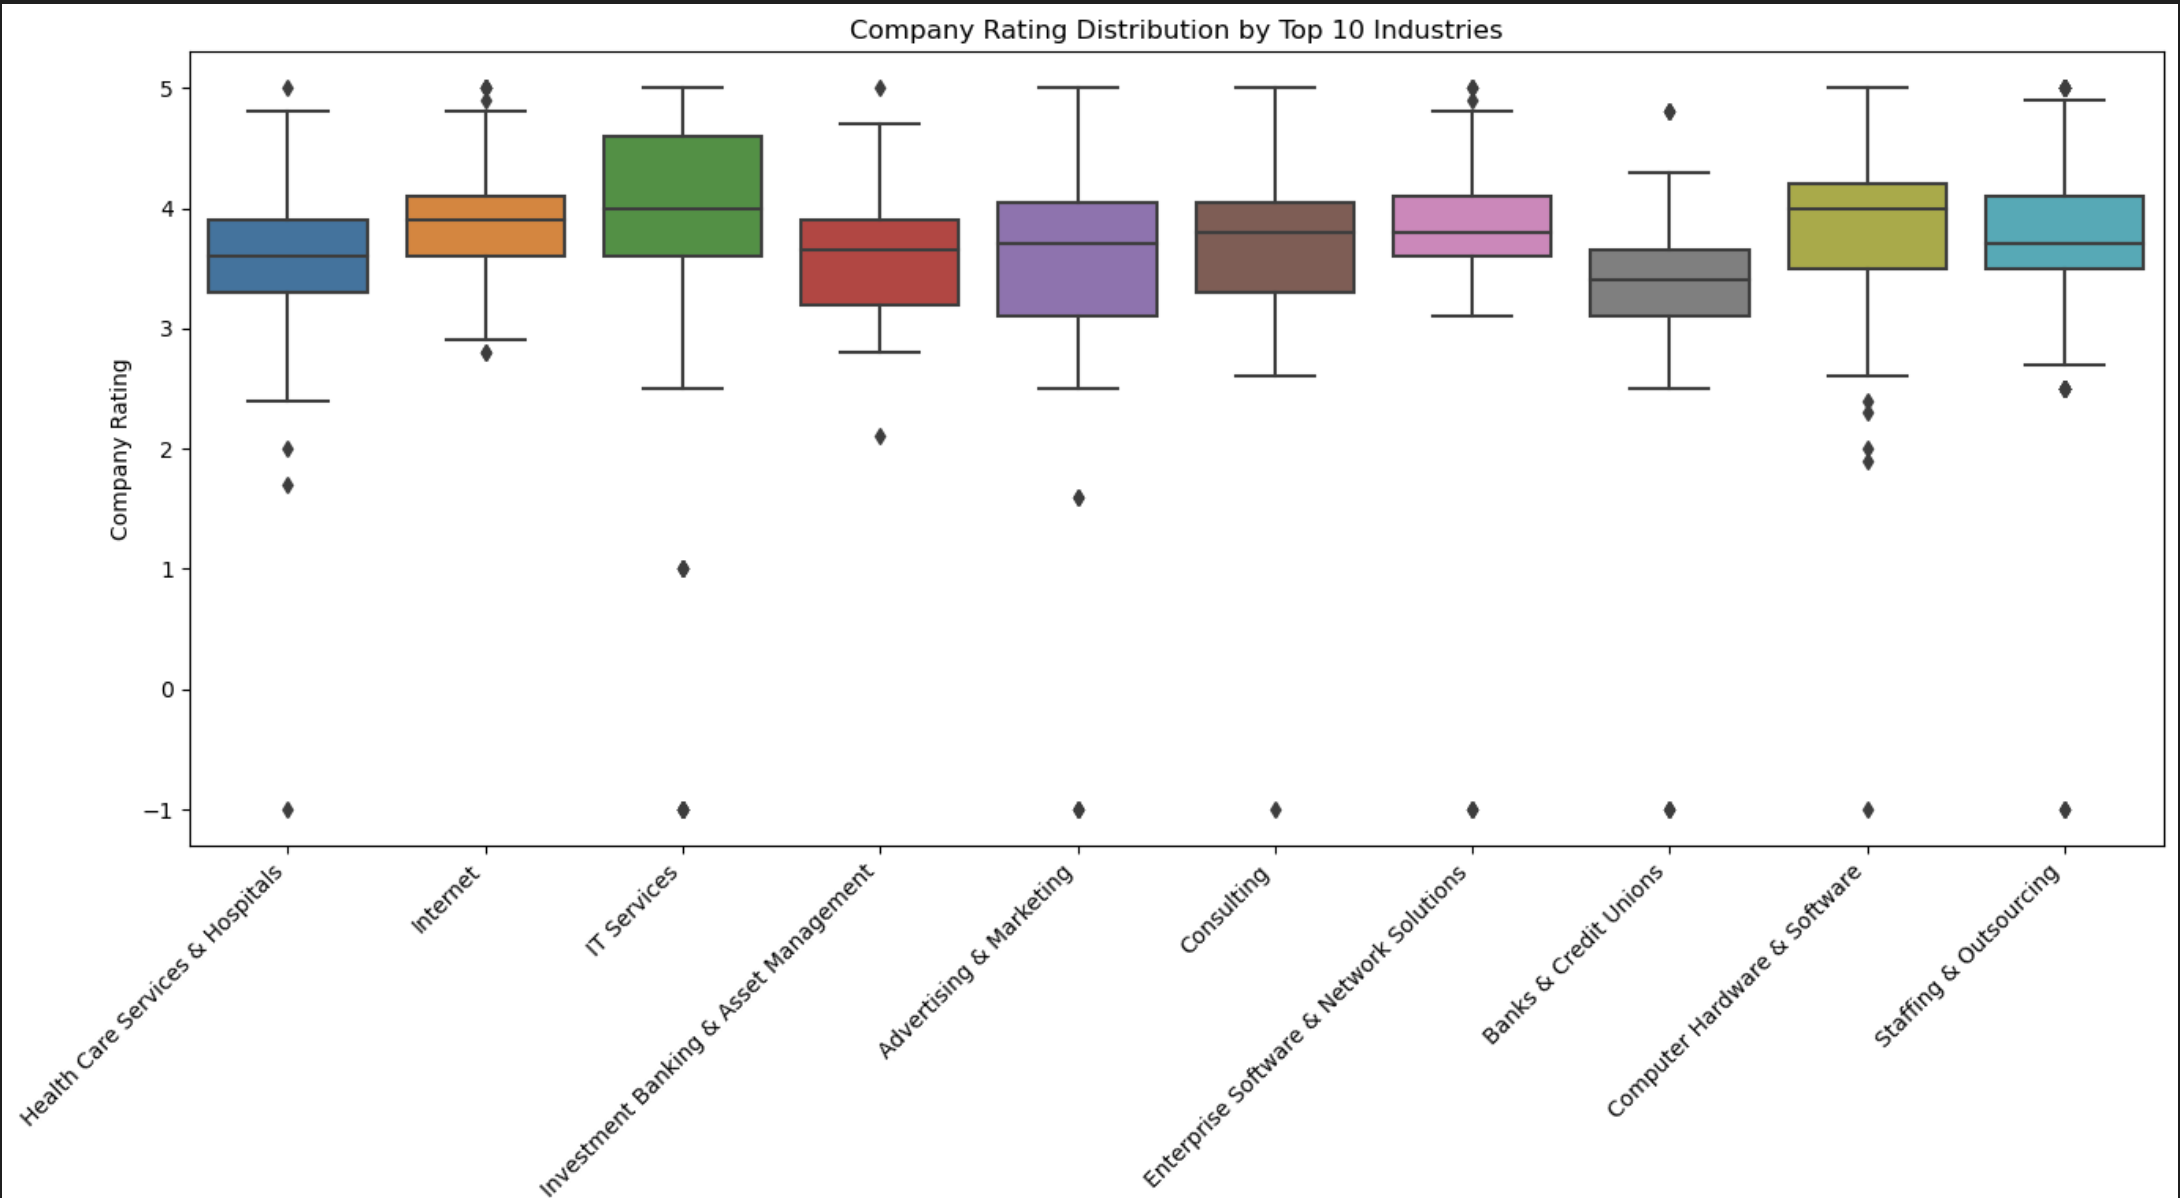 Company Rating Distribution by Top 10 Industries
Company Rating
5
4
3
2
1
0
−1
Health Care Services & Hospitals
Internet
IT Services
Investment Banking & Asset Management
Advertising & Marketing
Consulting
Enterprise Software & Network Solutions
Banks & Credit Unions
Computer Hardware & Software
Staffing & Outsourcing